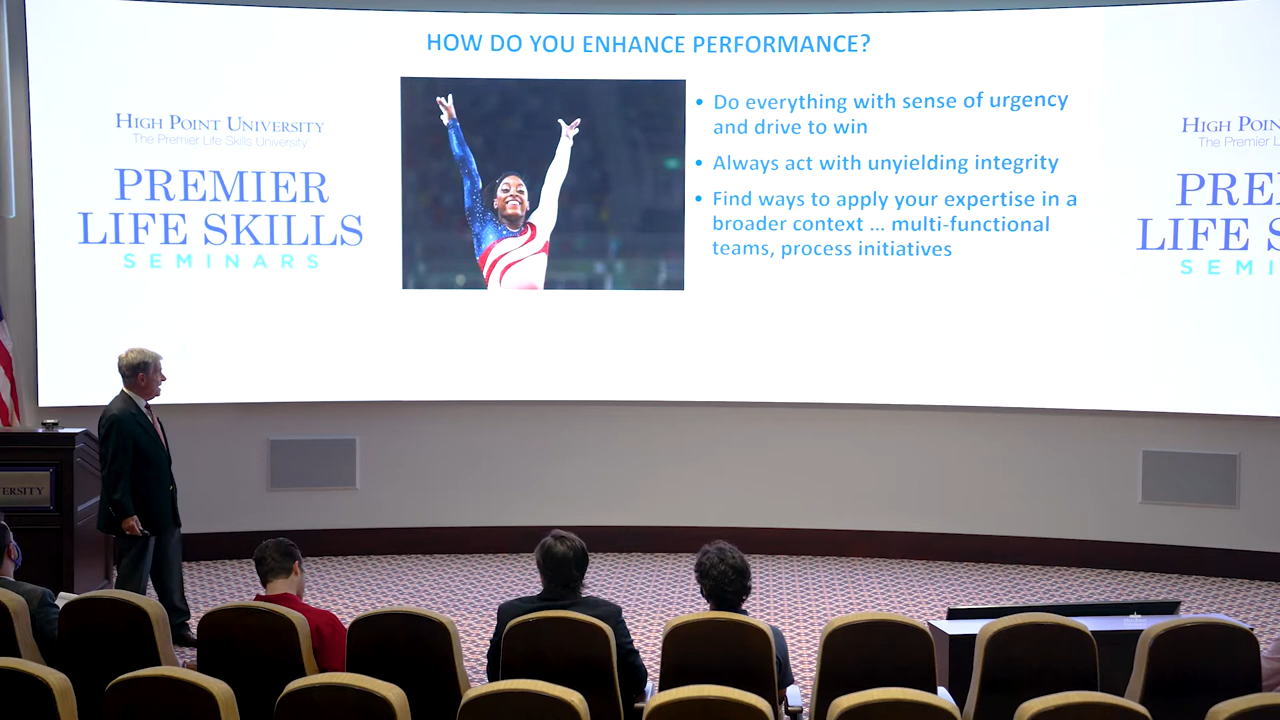 HOW DO YOU ENHANCE PERFORMANCE?
HIGH POINT UNIVERSITY
The Premier Life Skills University
PREMIER
LIFE SKILLS
SEMINARS
• Do everything with sense of urgency
and drive to win
• Always act with unyielding integrity
• Find ways to apply your expertise in a
broader context ... multi-functional
teams, process initiatives
HIGH POIN
The Premier L
PRE
LIFE S
SEMI
ERSITY